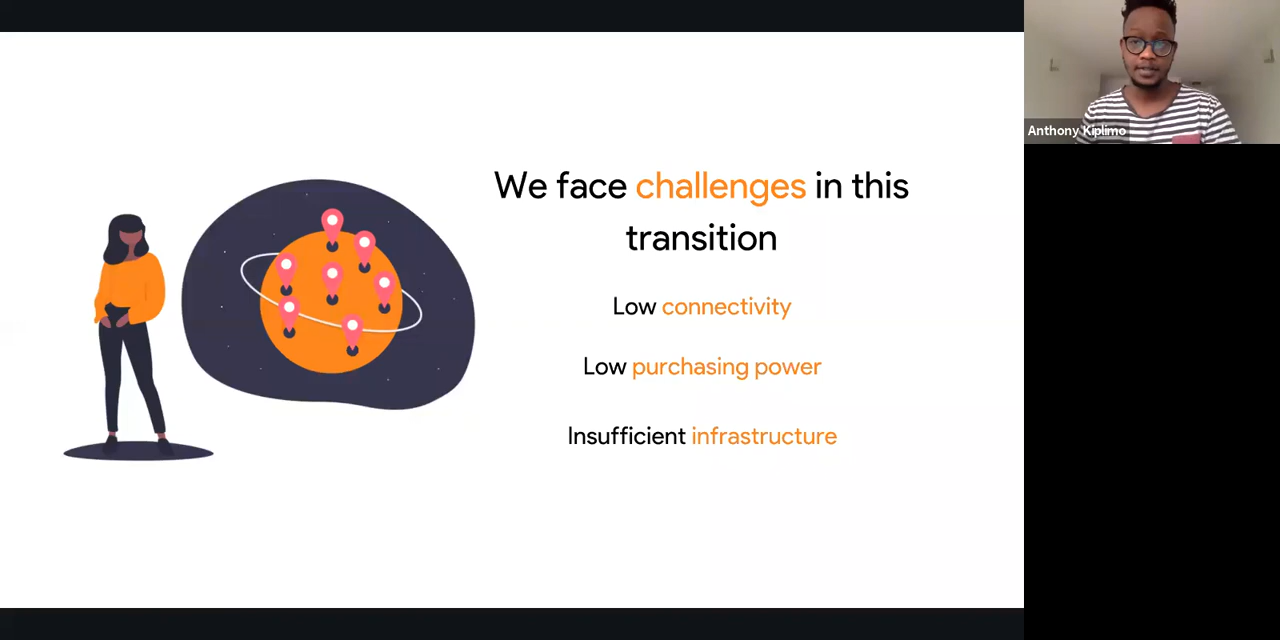 We face challenges in this
transition
Low connectivity
Low purchasing power
Insufficient infrastructure
Anthony Kiplimo